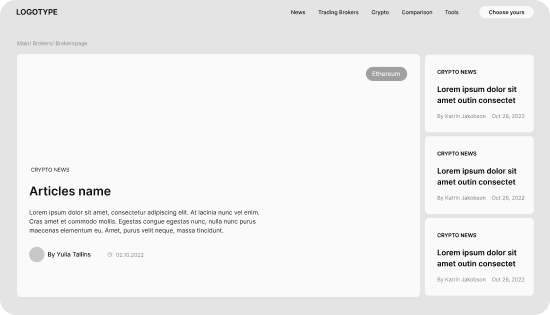 LOGOTYPE
News Trading Brokers Crypto Comparison Tools Choose yours
Main/ Brokers/ Brokerspage
Ethereum
CRYPTO NEWS
Articles name
Lorem ipsum dolor sit amet, consectetur adipiscing elit. At lacinia nunc vel enim.
Cras amet et commodo mollis. Egestas congue egestas nunc, nulla nunc purus
maecenas elementum eu. Amet, purus velit neque, massa tincidunt.
By Yulia Tallins 02.10.2022
CRYPTO NEWS
Lorem ipsum dolor sit
amet outin consectet
By Katrin Jakobson Oct 26, 2022
CRYPTO NEWS
Lorem ipsum dolor sit
amet outin consectet
By Katrin Jakobson Oct 26, 2022
CRYPTO NEWS
Lorem ipsum dolor sit
amet outin consectet
By Katrin Jakobson Oct 26, 2022